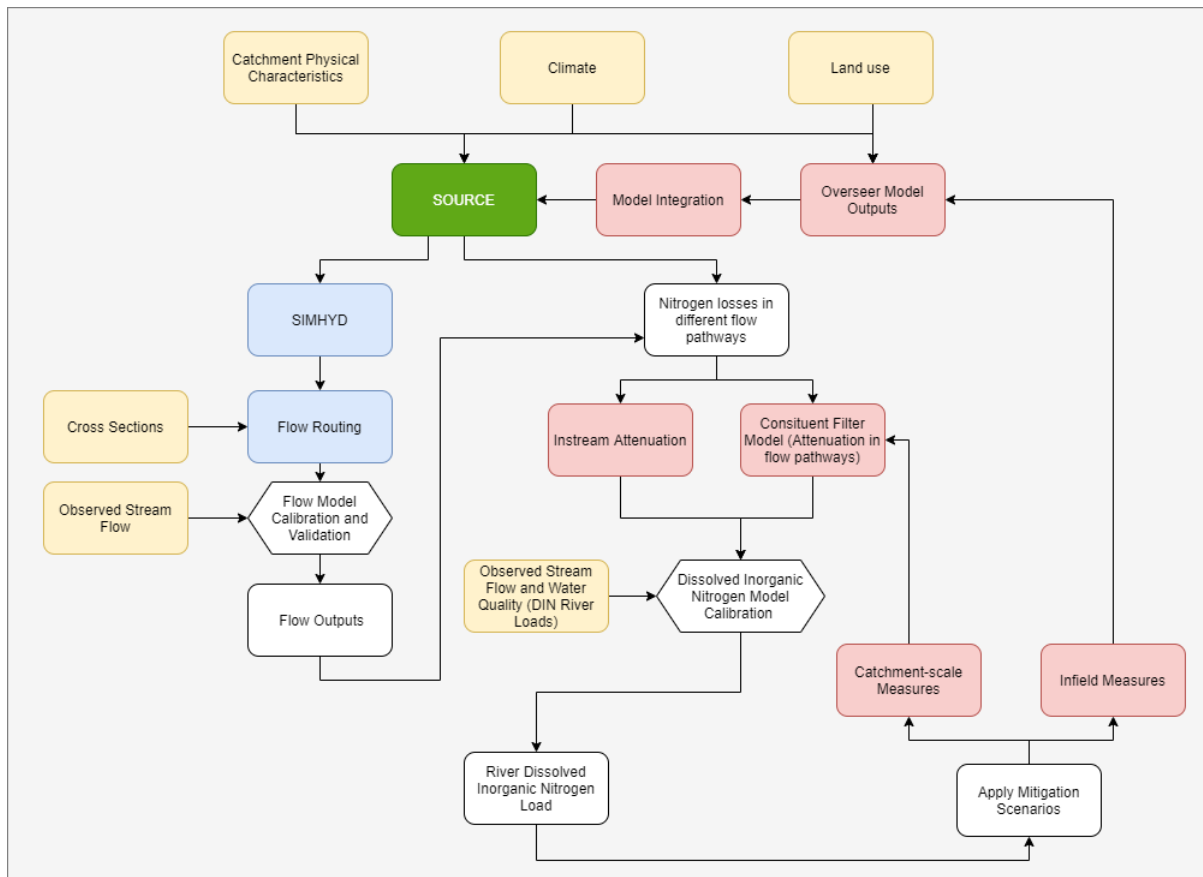 Catchment Physical
Characteristics
Climate
Land use
SOURCE
Model Integration
Overseer Model
Outputs
SIMHYD
Nitrogen losses in
different flow
pathways
Cross Sections
Flow Routing
Instream Attenuation
Consituent Filter
Model (Attenuation in
flow pathways)
Observed Stream
Flow
Flow Model
Calibration and
Validation
Observed Stream
Flow and Water
Quality (DIN River
Loads)
Dissolved Inorganic
Nitrogen Model
Calibration
Flow Outputs
Catchment-scale
Measures
Infield Measures
River Dissolved
Inorganic Nitrogen
Load
Apply Mitigation
Scenarios